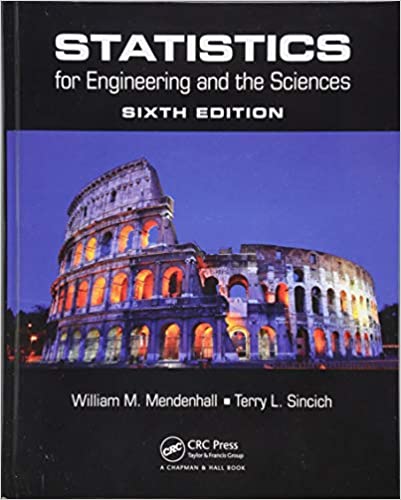 STATISTICS
for Engineering and the Sciences
SIXTH EDITION
William M. Mendenhall ▪ Terry L. Sincich
CRC CRC Press
Taylor & Francis Group
A CHAPMAN & HALL BOOK